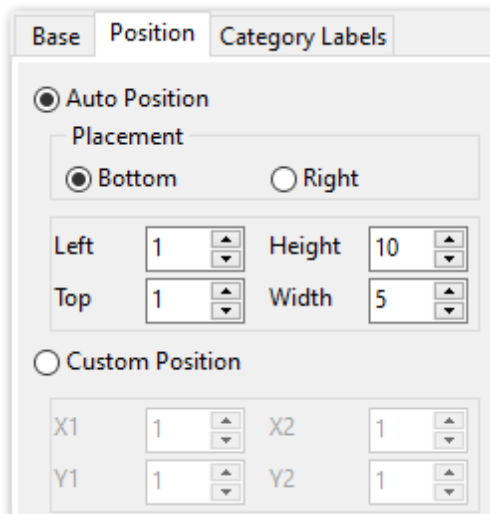 Base Position Category Labels
Auto Position
Placement
Bottom Right
Left 1 Height 10
Top 1 Width 5
Custom Position
X1 1 X2 1
Y1 1 Y2 1